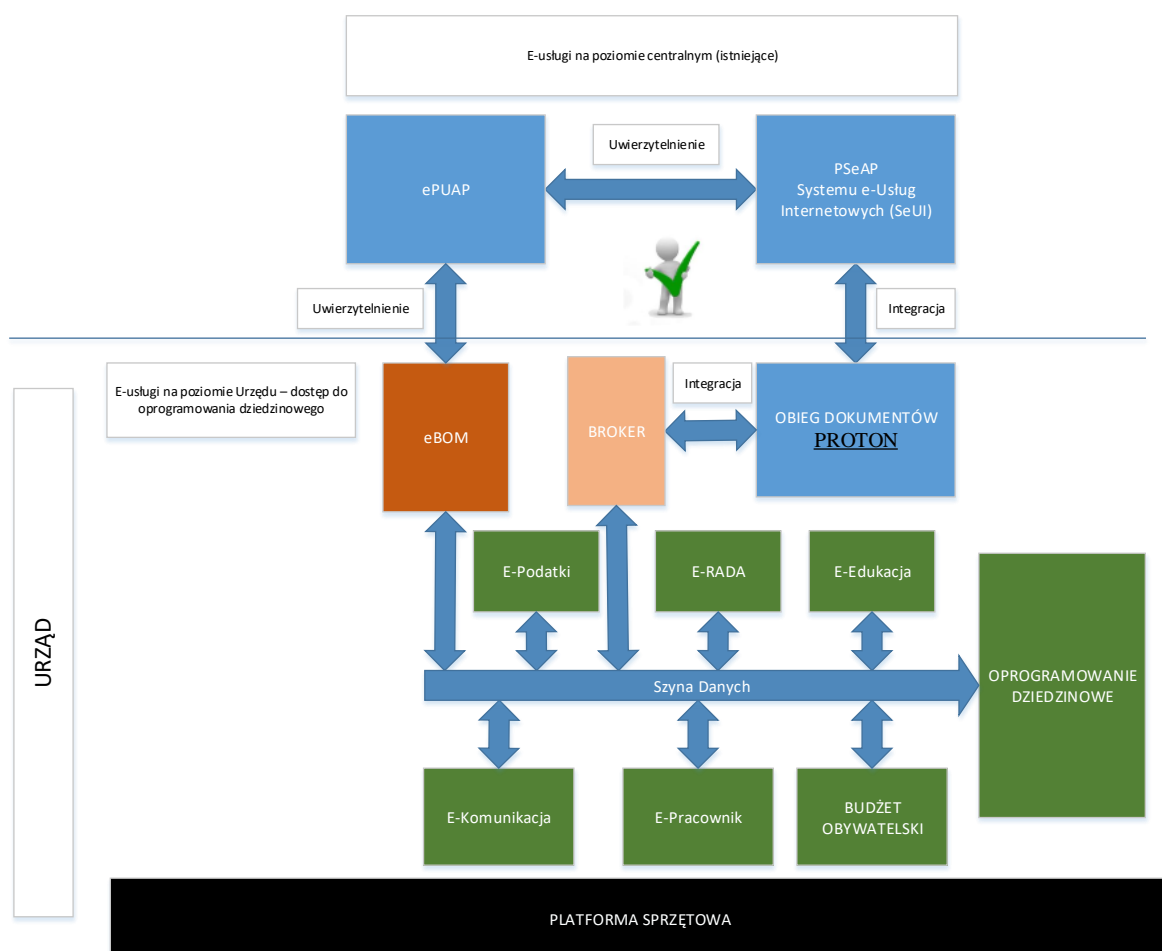 E-usługi na poziomie centralnym (istniejące)
Uwierzytelnienie
ePUAP
PSeAP
Systemu e-Usług
Internetowych (SeUI)
Uwierzytelnienie
Integracja
E-usługi na poziomie Urzędu – dostęp do
oprogramowania dziedzinowego
eBOM
BROKER
Integracja
OBIEG DOKUMENTÓW
PROTON
URZĄD
E-Podatki
E-RADA
E-Edukacja
Szyna Danych
OPROGRAMOWANIE
DZIEDZINOWE
E-Komunikacja
E-Pracownik
BUDŻET
OBYWATELSKI
PLATFORMA SPRZĘTOWA